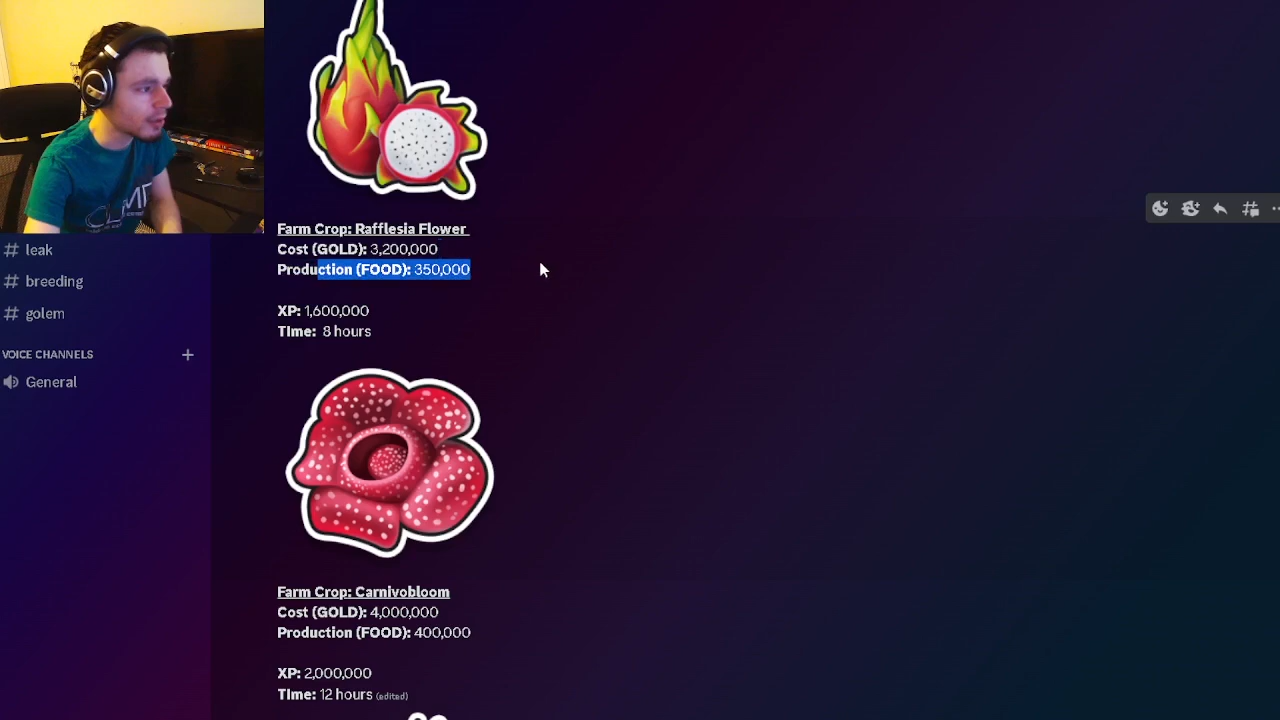 Farm Crop: Rafflesia Flower
Cost (GOLD): 3,200,000
# leak
Production (FOOD): 350,000
# breeding
XP: 1,600,000
# golem
TIme: 8 hours
VOICE CHANNELS +
General
Farm Crop: Carnivobloom
Cost (GOLD): 4,000,000
Production (FOOD): 400,000
XP: 2,000,000
TIme: 12 hours (edited)